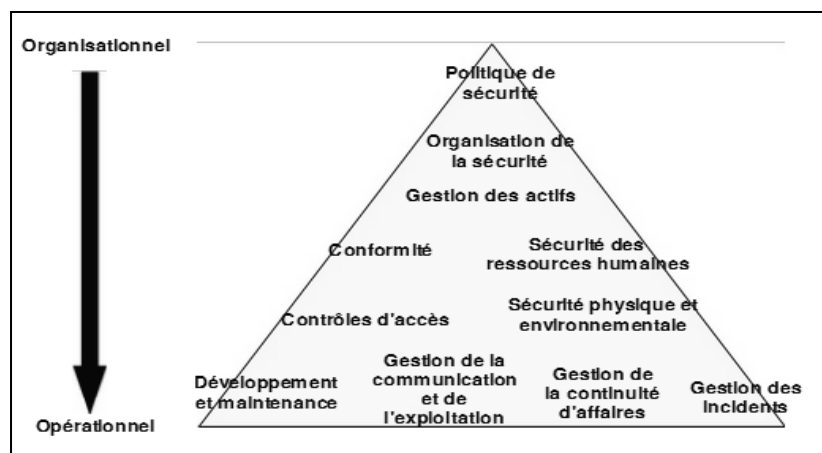 Organisationnel
Politique de
sécurité
Organisation de
la sécurité
Gestion des actifs
Conformité
Sécurité des
ressources humaines
Contrôles d'accès
Sécurité physique et
environnementale
Développement
et maintenance
Gestion de la
communication
et de
l'exploitation
Gestion de
la continuité
d'affaires
Gestion des
incidents
Opérationnel